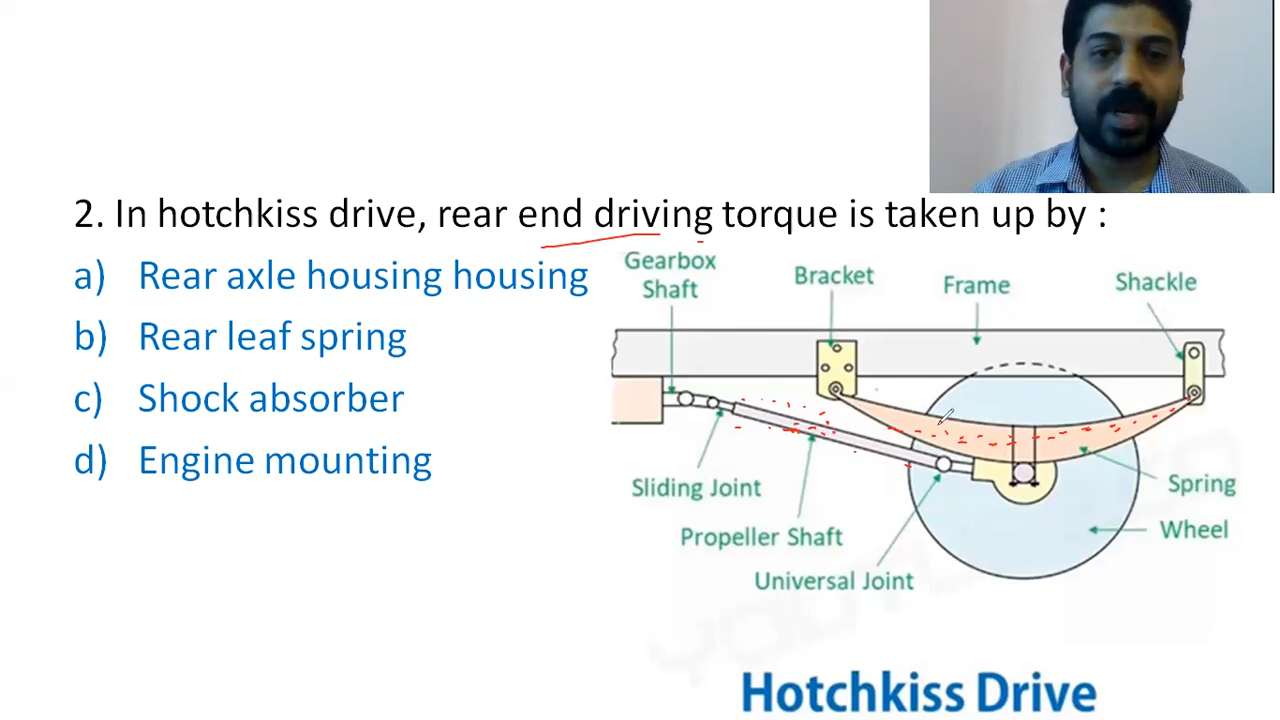 2. In hotchkiss drive, rear end driving torque is taken up by :
a) Rear axle housing housing
b) Rear leaf spring
c) Shock absorber
d) Engine mounting
Gearbox
Shaft
Bracket
Frame
Shackle
Sliding Joint
Propeller Shaft
Universal Joint
Spring
Wheel
Hotchkiss Drive